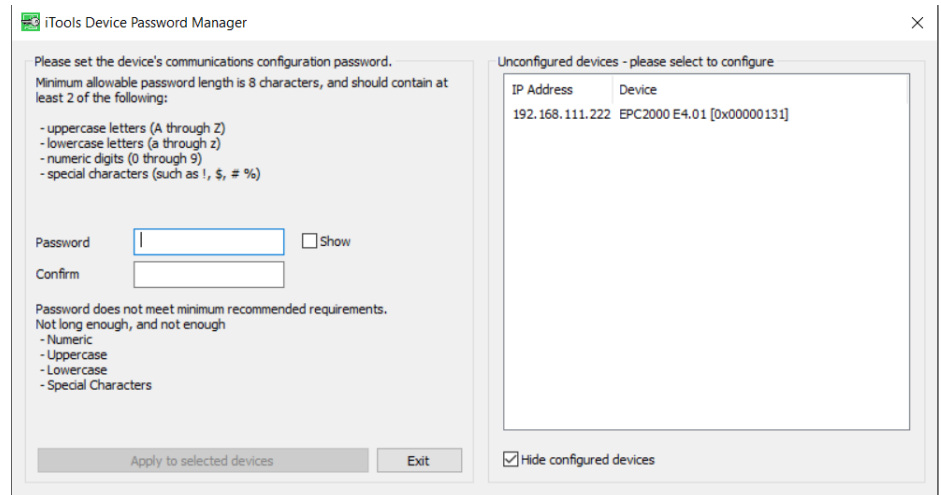 iTools Device Password Manager
Please set the device's communications configuration password.
Minimum allowable password length is 8 characters, and should contain at
least 2 of the following:
- uppercase letters (A through Z)
- lowercase letters (a through z)
- numeric digits (0 through 9)
- special characters (such as !, $, # %)
Password
Show
Confirm
Password does not meet minimum recommended requirements.
Not long enough, and not enough
- Numeric
- Uppercase
- Lowercase
- Special Characters
Apply to selected devices
Exit
Unconfigured devices - please select to configure
IP Address Device
192.168.111.222 EPC2000 E4.01 [0x00000131]
Hide configured devices